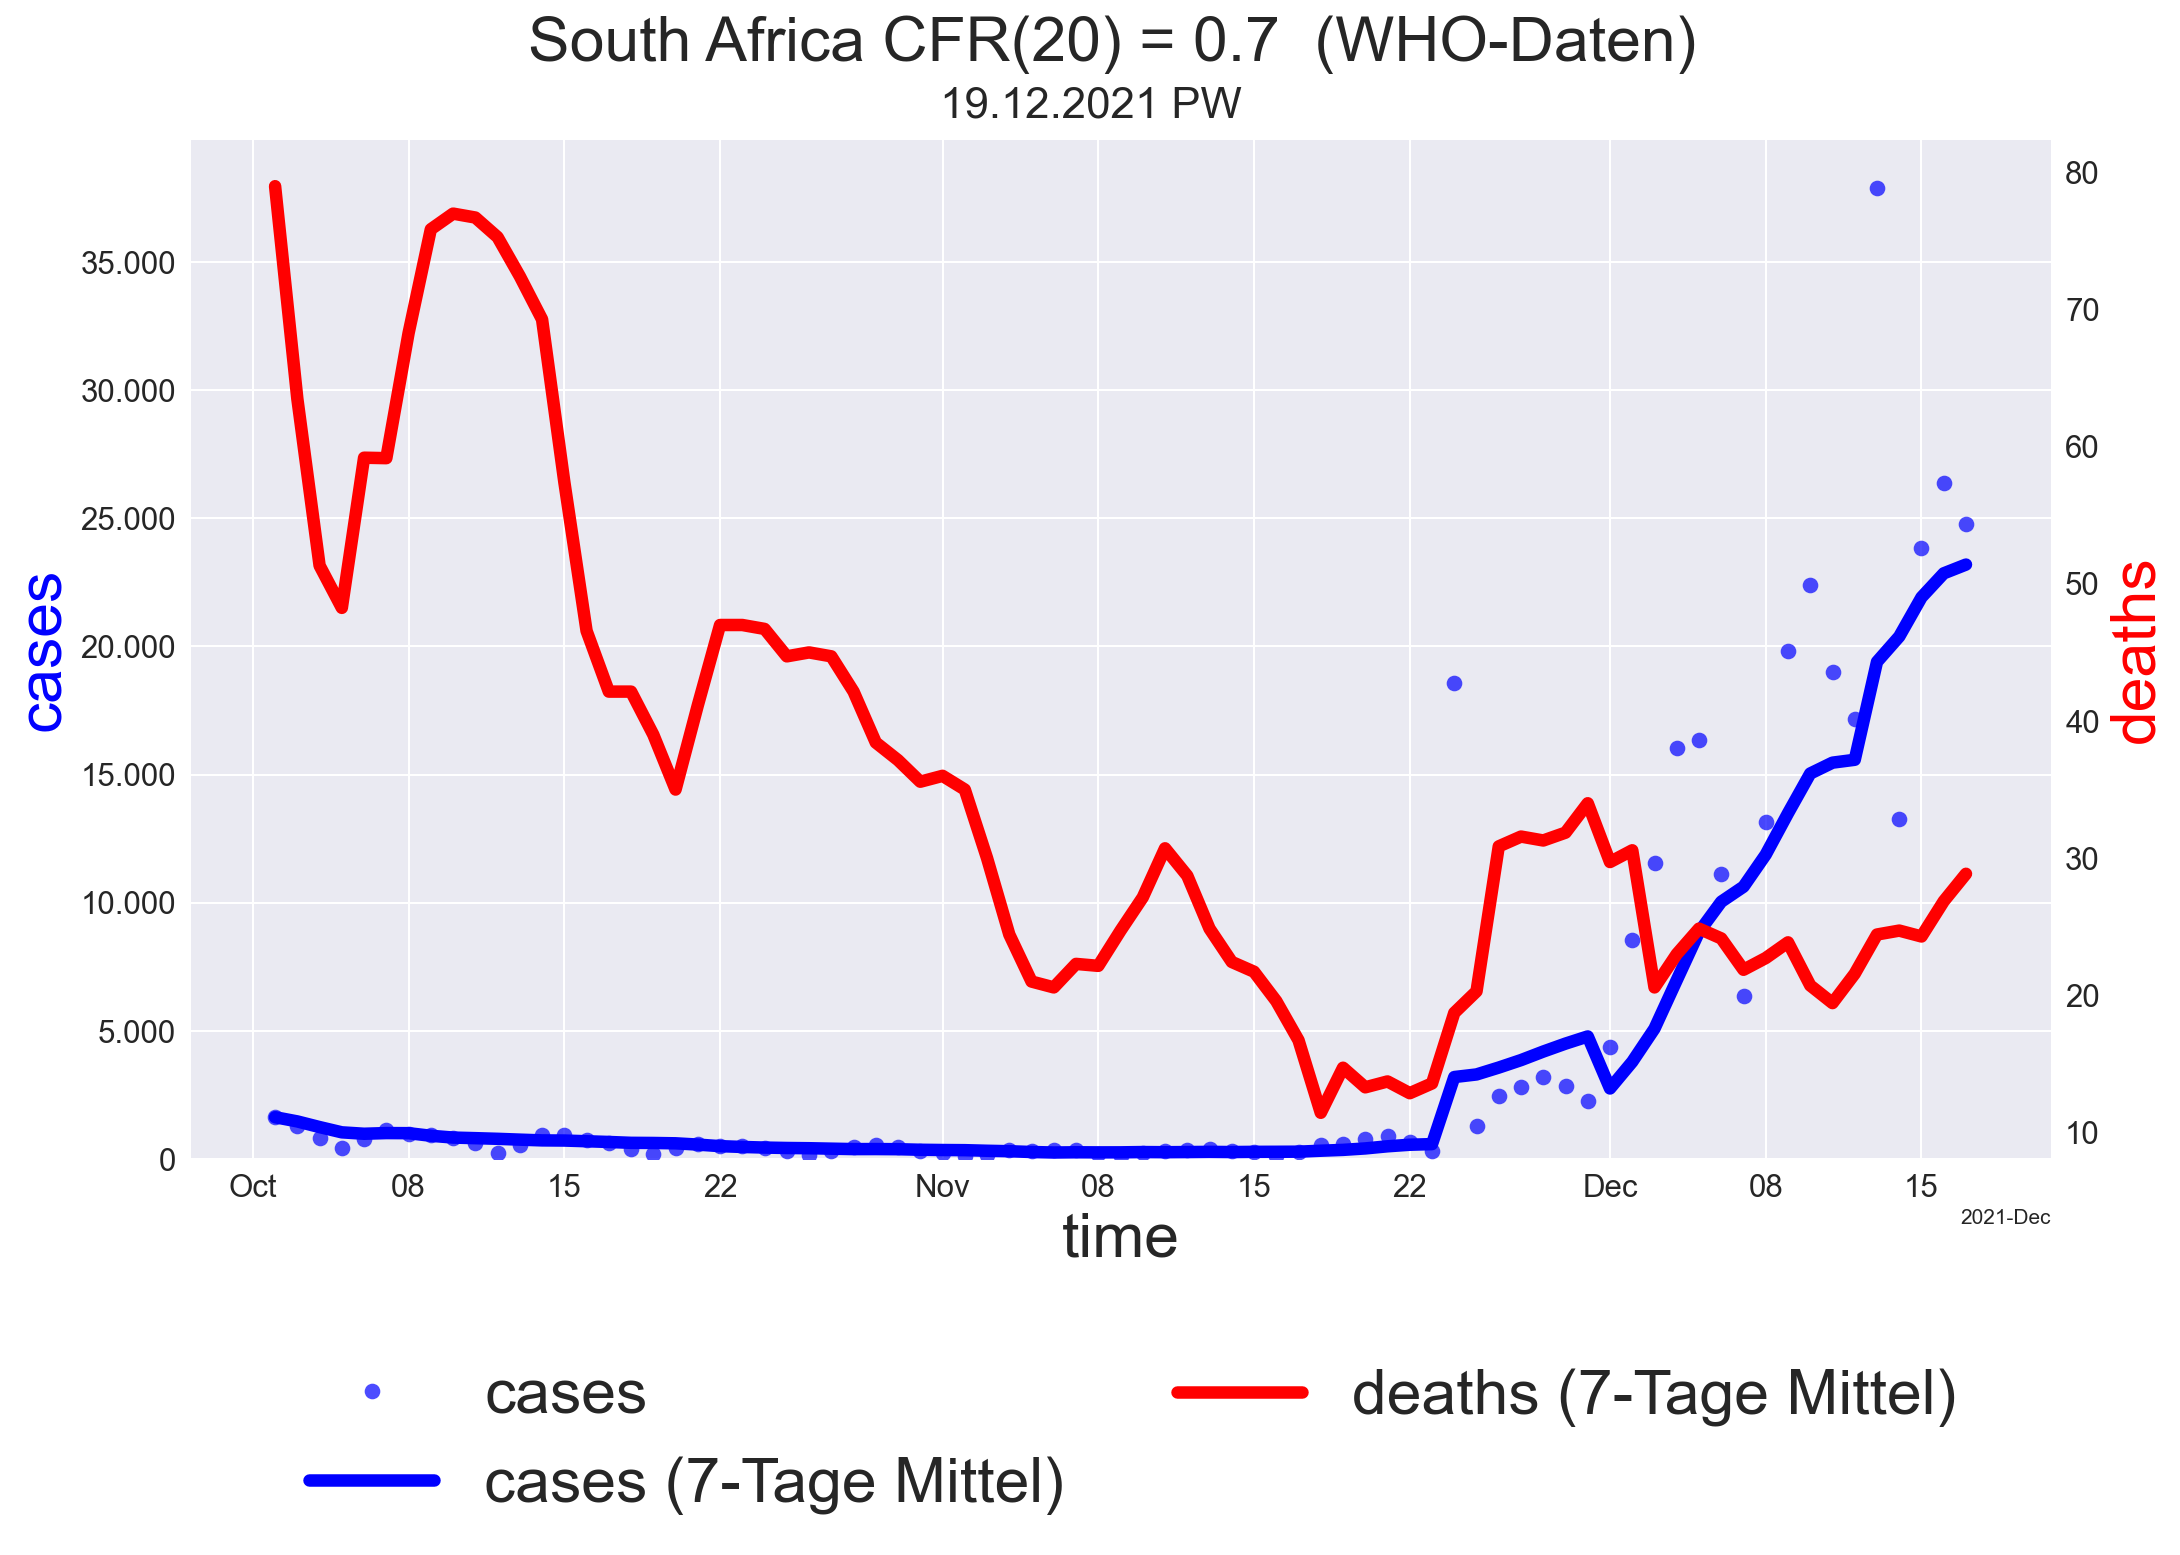 South Africa CFR(20) = 0.7  (WHO-Daten)
19.12.2021 PW
cases
35.000
30.000
25.000
20.000
15.000
10.000
5.000
0
80
70
60
50
40
30
20
10
deaths
Oct 08 15 22 Nov 08 15 22 Dec 08 15
2021-Dec
time
cases
cases (7-Tage Mittel)
deaths (7-Tage Mittel)